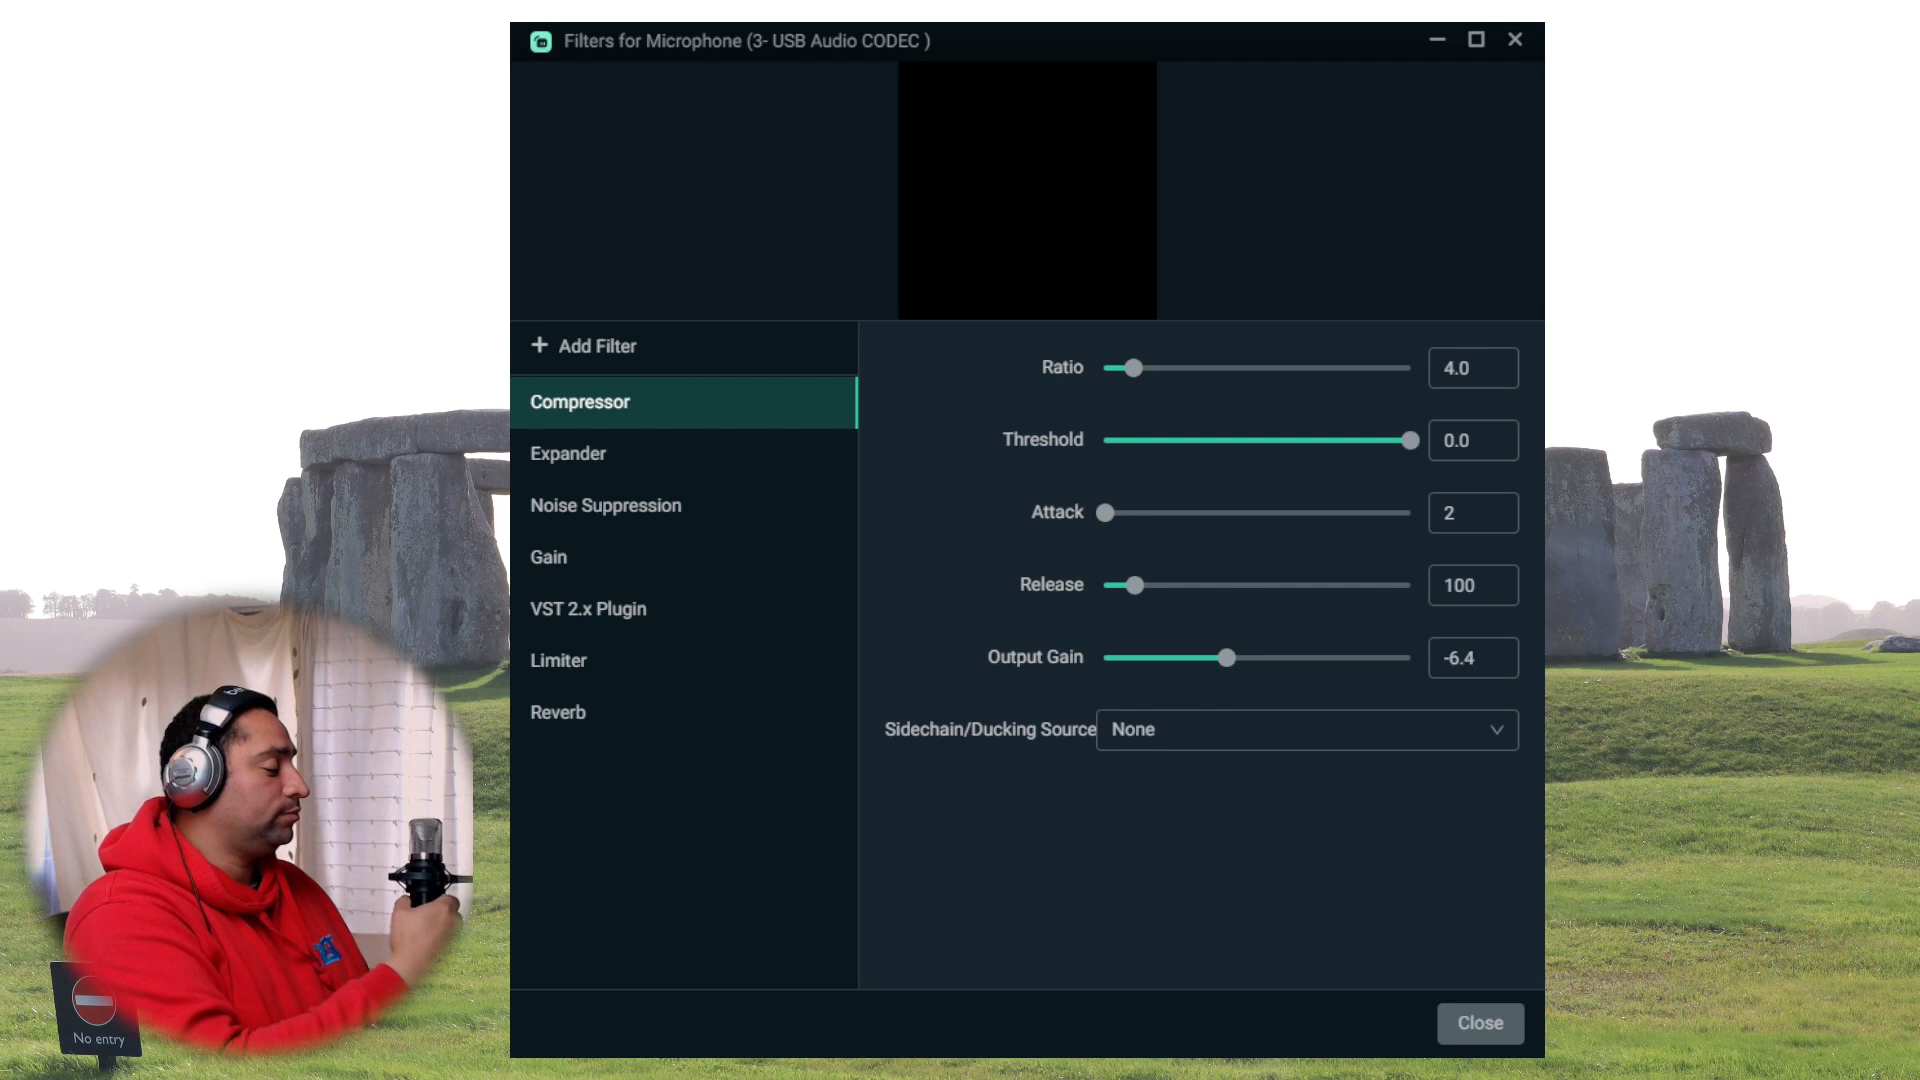 Filters for Microphone (3- USB Audio CODEC )
Add Filter
Compressor
Expander
Noise Suppression
Gain
VST 2.x Plugin
Limiter
Reverb
Ratio 4.0
Threshold 0.0
Attack 2
Release 100
Output Gain -6.4
Sidechain/Ducking Source None
Close
No entry